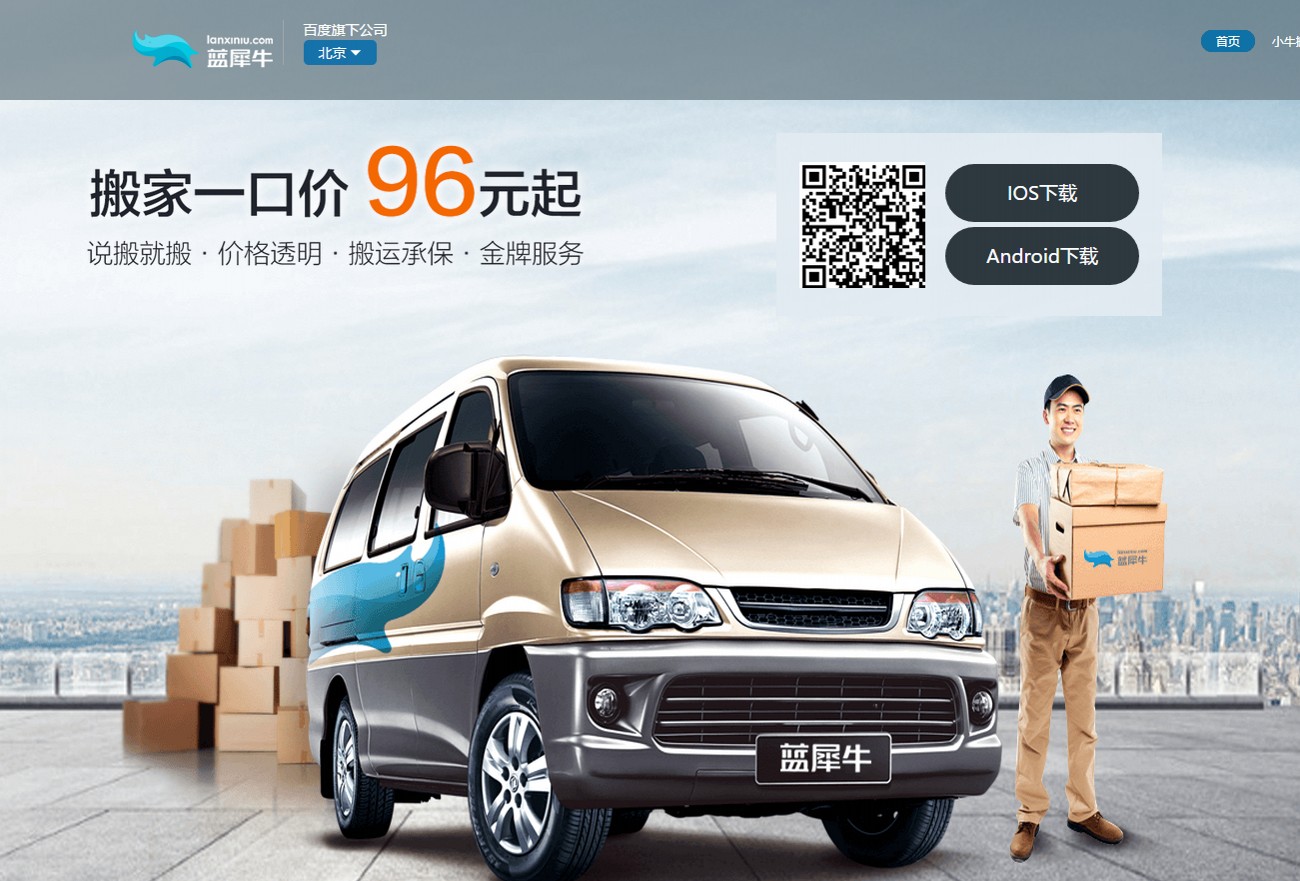 lanxiniu.com
蓝犀牛
百度旗下公司
北京
首页
小牛
搬家一口价 96元起
说搬就搬 · 价格透明 · 搬运承保 · 金牌服务
IOS下载
Android下载
lanxiniu.com
蓝犀牛
蓝犀牛